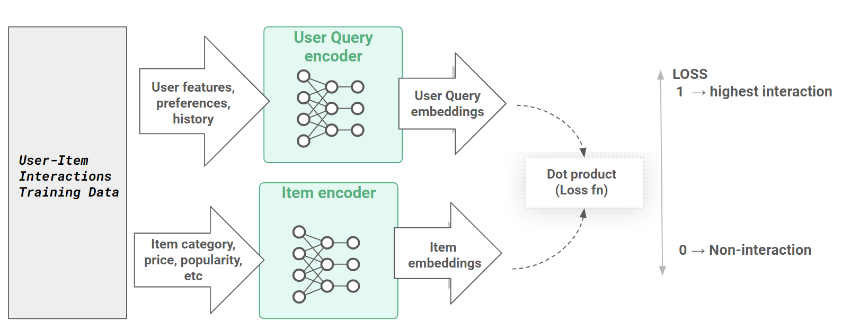 User-Item
Interactions
Training Data
User features,
preferences,
history
User Query
encoder
User Query
embeddings
Item category,
price, popularity,
etc
Item encoder
Item
embeddings
Dot product
(Loss fn)
LOSS
1 → highest interaction
0 → Non-interaction